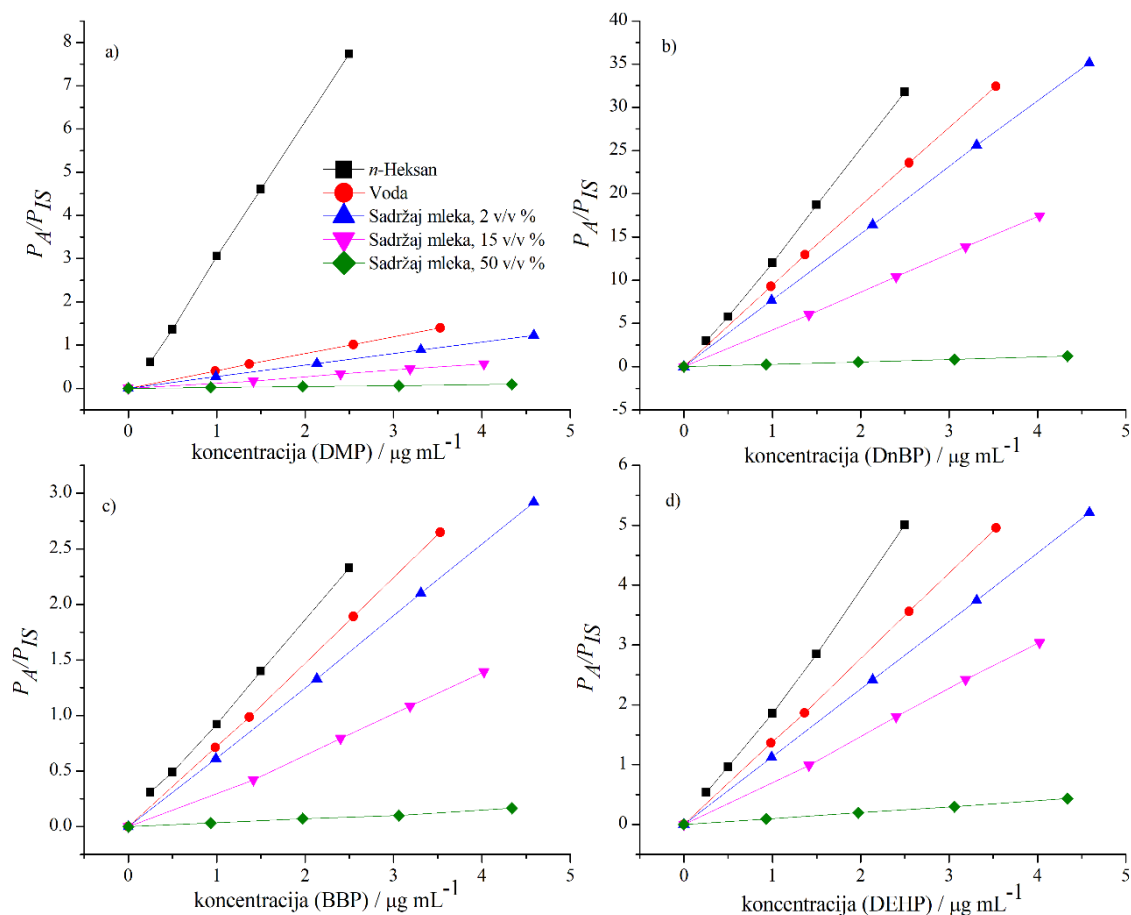 a)
8
7
6
5
4
3
2
1
0
P_A/P_IS
n-Heksan
Voda
Sadržaj mleka, 2 v/v %
Sadržaj mleka, 15 v/v %
Sadržaj mleka, 50 v/v %
0 1 2 3 4 5
koncentracija (DMP) / μg mL⁻¹
b)
40
35
30
25
20
15
10
5
0
-5
P_A/P_IS
0 1 2 3 4 5
koncentracija (DnBP) / μg mL⁻¹
c)
3.0
2.5
2.0
1.5
1.0
0.5
0.0
P_A/P_IS
0 1 2 3 4 5
koncentracija (BBP) / μg mL⁻¹
d)
6
5
4
3
2
1
0
P_A/P_IS
0 1 2 3 4 5
koncentracija (DEHP) / μg mL⁻¹